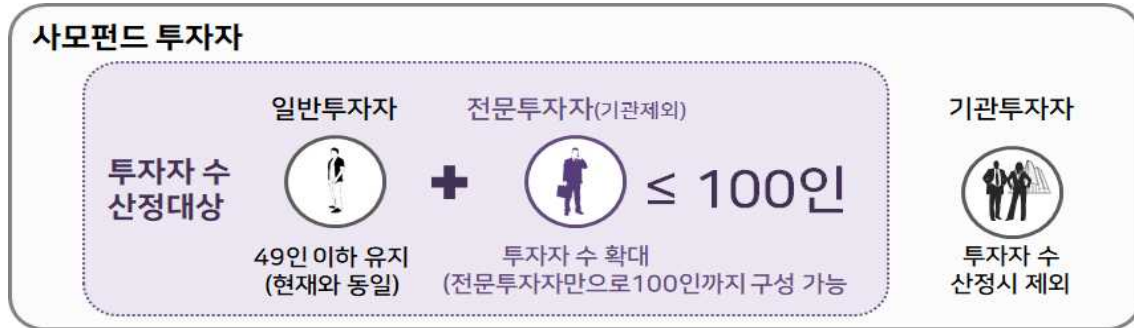 사모펀드 투자자
일반투자자
전문투자자(기관제외)
기관투자자
투자자 수
산정대상
+
≤ 100인
49인 이하 유지
(현재와 동일)
투자자 수 확대
(전문투자자만으로100인까지 구성 가능
투자자 수
산정시 제외